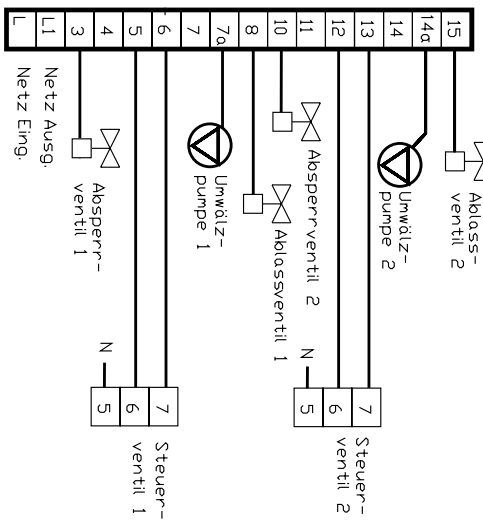 L
L1
3
4
5
6
7
7a
8
10
11
12
13
14
14a
15
Netz Eing.
Netz Ausg.
Absperr-
ventil 1
Umwälz-
pumpe 1
Ablassventil 1
Absperrventil 2
Umwälz-
pumpe 2
Ablass-
ventil 2
N
5
6
7
Steuer-
ventil 1
N
5
6
7
Steuer-
ventil 2